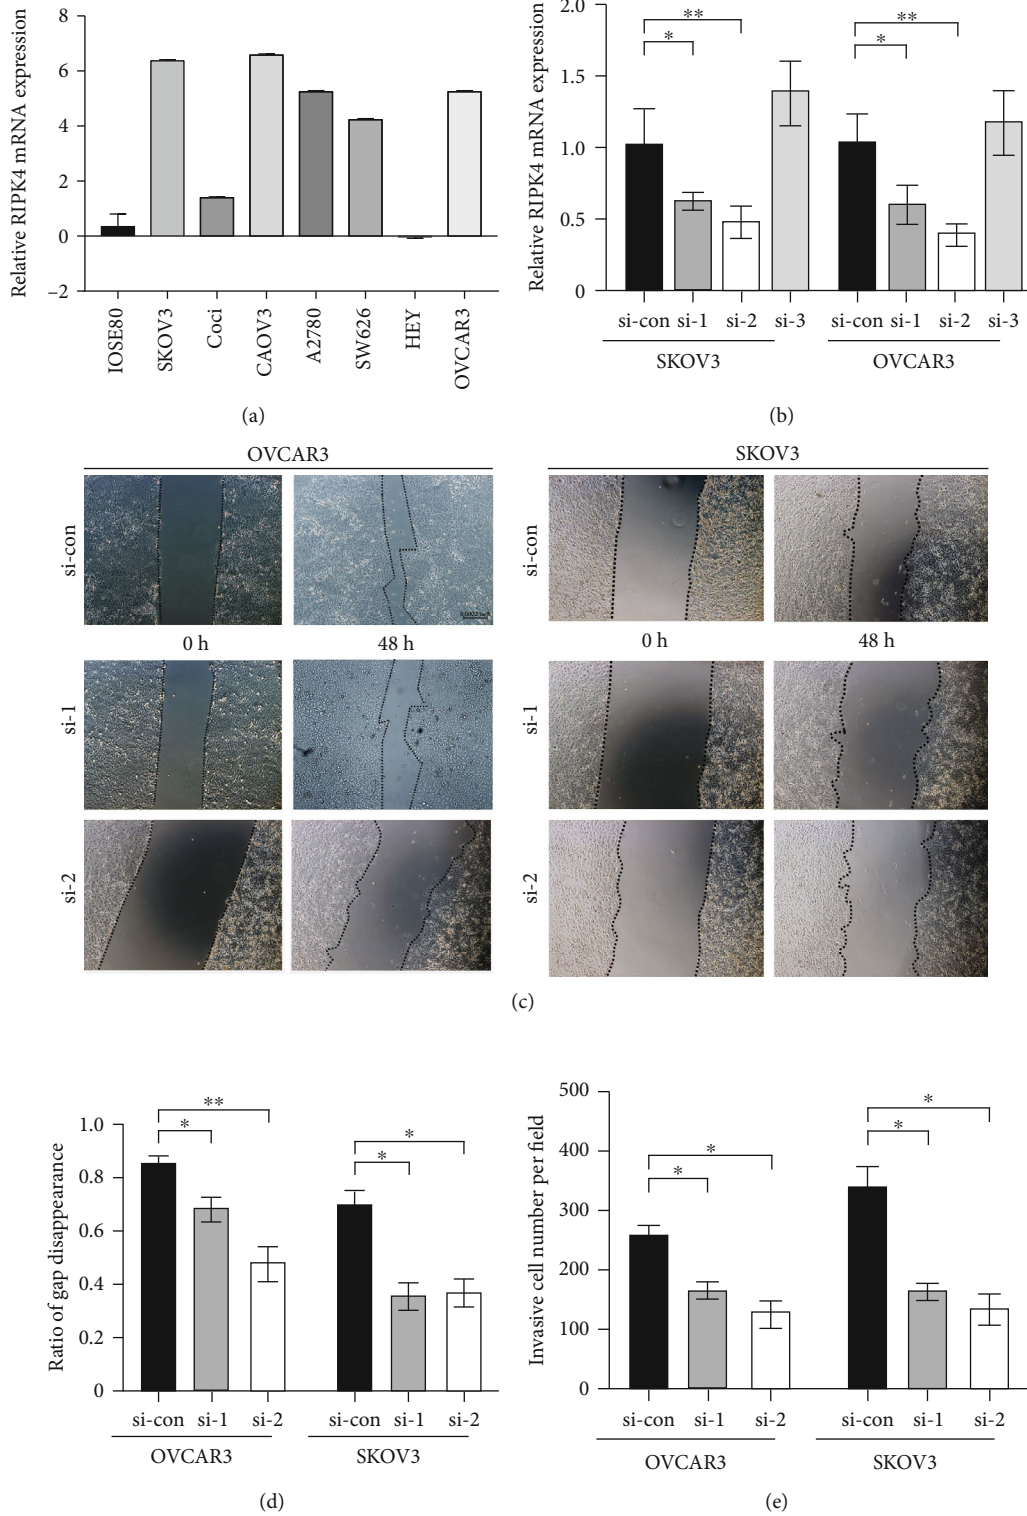 8
6
4
2
0
−2
Relative RIPK4 mRNA expression
IOSE80
SKOV3
Coci
CAOV3
A2780
SW626
HEY
OVCAR3
(a)
2.0
1.5
1.0
0.5
0
Relative RIPK4 mRNA expression
**
*
**
*
si-con si-1 si-2 si-3 si-con si-1 si-2 si-3
SKOV3 OVCAR3
(b)
OVCAR3 SKOV3
si-con si-con
0 h 48 h 0 h 48 h
si-1 si-1
si-2 si-2
(c)
1.0
0.8
0.6
0.4
0.2
0
Ratio of gap disappearance
**
*
*
*
si-con si-1 si-2 si-con si-1 si-2
OVCAR3 SKOV3
(d)
500
400
300
200
100
0
Invasive cell number per field
*
*
*
*
si-con si-1 si-2 si-con si-1 si-2
OVCAR3 SKOV3
(e)